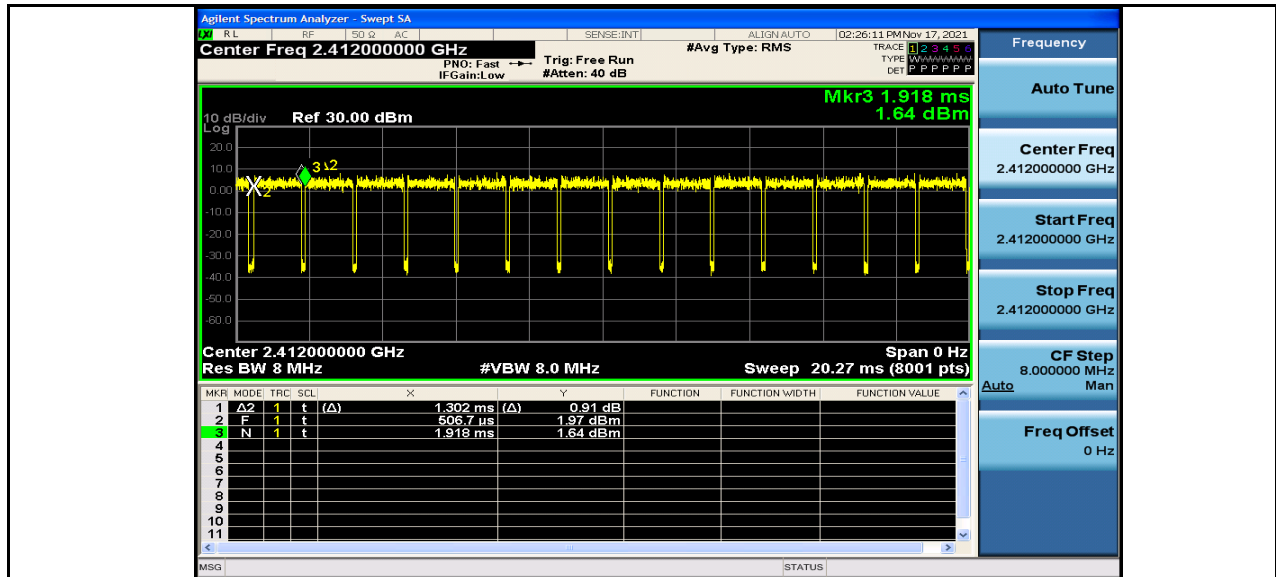 Agilent Spectrum Analyzer - Swept SA
LXI RL RF 50 Ω AC SENSE:INT ALIGN AUTO 02:26:11 PM Nov 17, 2021
Center Freq 2.412000000 GHz #Avg Type: RMS TRACE 1 2 3 4 5 6
PNO: Fast Trig: Free Run TYPE WWWWWW
IFGain:Low #Atten: 40 dB DET P P P P P P
Mkr3 1.918 ms
1.64 dBm
10 dB/div Ref 30.00 dBm
Log
20.0
10.0
0.00
-10.0
-20.0
-30.0
-40.0
-50.0
-60.0
2
3
Δ2
Center 2.412000000 GHz Span 0 Hz
Res BW 8 MHz #VBW 8.0 MHz Sweep 20.27 ms (8001 pts)
MKR MODE TRC SCL X Y FUNCTION FUNCTION WIDTH FUNCTION VALUE
1 Δ2 1 t (Δ) 1.302 ms (Δ) 0.91 dB
2 F 1 t 506.7 µs 1.97 dBm
3 N 1 t 1.918 ms 1.64 dBm
4
5
6
7
8
9
10
11
MSG STATUS
Frequency
Auto Tune
Center Freq
2.412000000 GHz
Start Freq
2.412000000 GHz
Stop Freq
2.412000000 GHz
CF Step
8.000000 MHz
Auto Man
Freq Offset
0 Hz